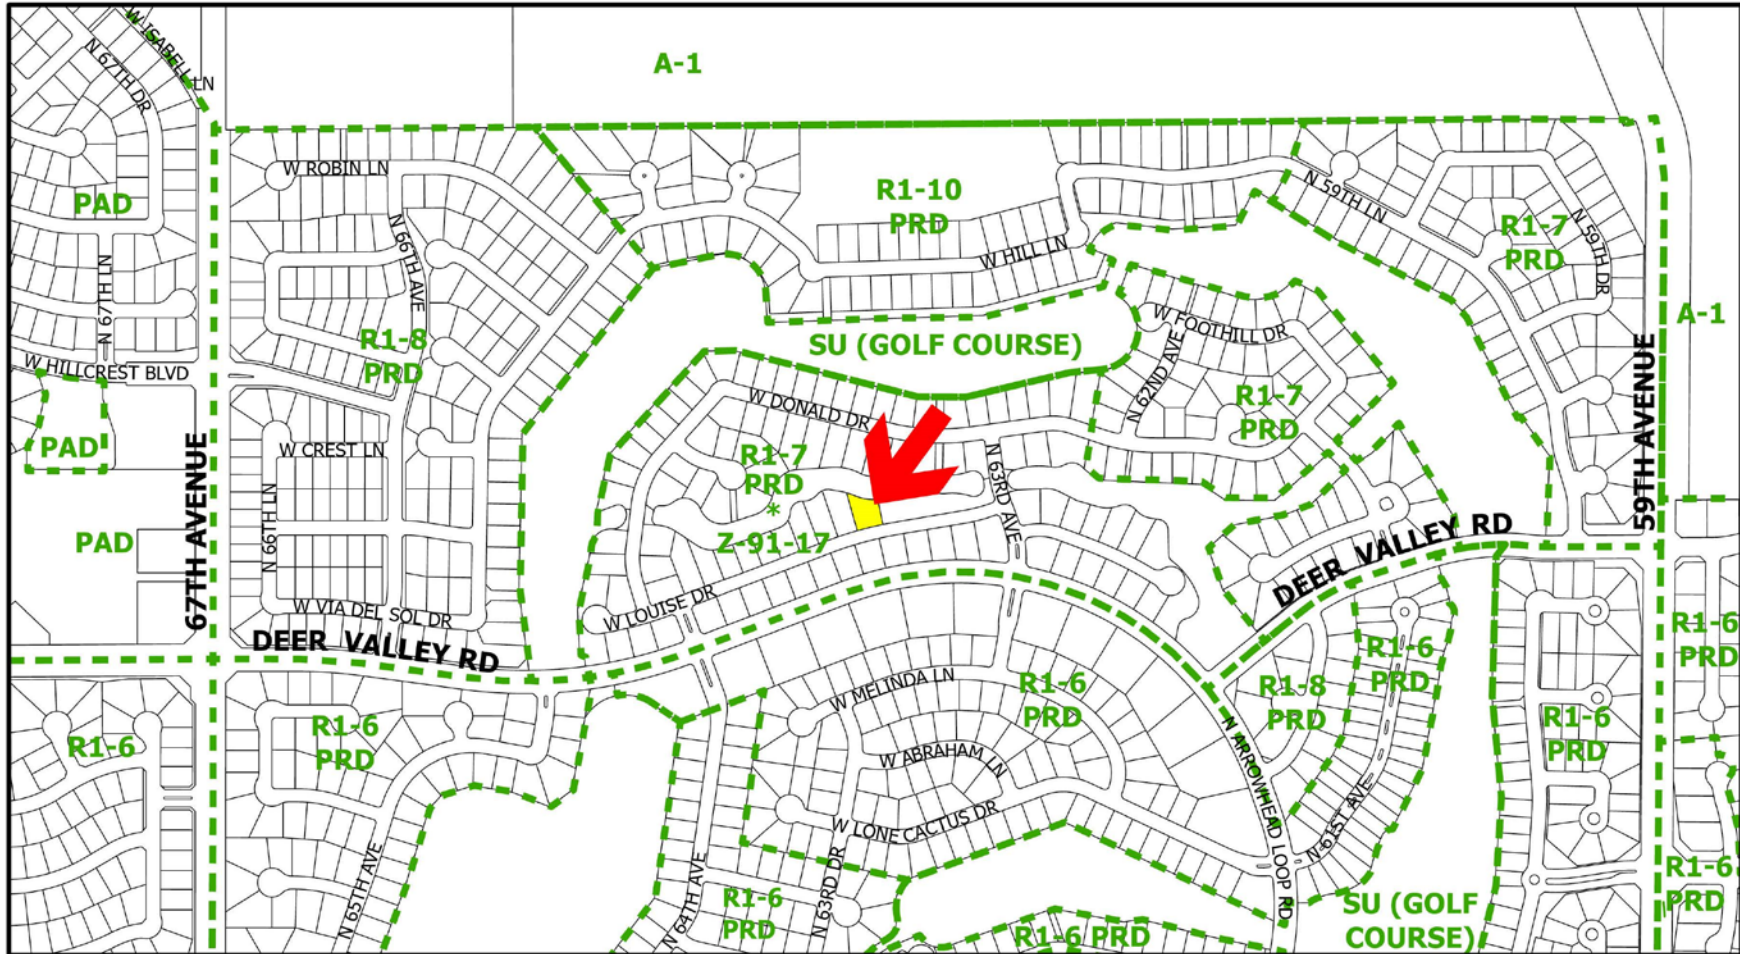 W ISABELL LN
N 67TH DR
A-1
W ROBIN LN
PAD
N 66TH AVE
R1-10
PRD
N 59TH LN
R1-7
PRD
N 59TH DR
N 67TH LN
W HILL LN
W HILLCREST BLVD
R1-8
PRD
SU (GOLF COURSE)
W FOOTHILL DR
A-1
N 62ND AVE
59TH AVENUE
W DONALD DR
R1-7
PRD
PAD
67TH AVENUE
W CREST LN
R1-7
PRD
*
Z-91-17
N 63RD AVE
N 66TH LN
PAD
DEER VALLEY RD
W VIA DEL SOL DR
W LOUISE DR
DEER VALLEY RD
R1-6
PRD
R1-6
PRD
W MELINDA LN
R1-6
PRD
R1-8
PRD
R1-6
R1-6
PRD
R1-6
PRD
W ABRAHAM LN
N ARROWHEAD LOOP RD
N 61ST AVE
W LONE CACTUS DR
N 65TH AVE
N 64TH AVE
R1-6
PRD
N 63RD DR
R1-6 PRD
SU (GOLF
COURSE)
R1-6
PRD